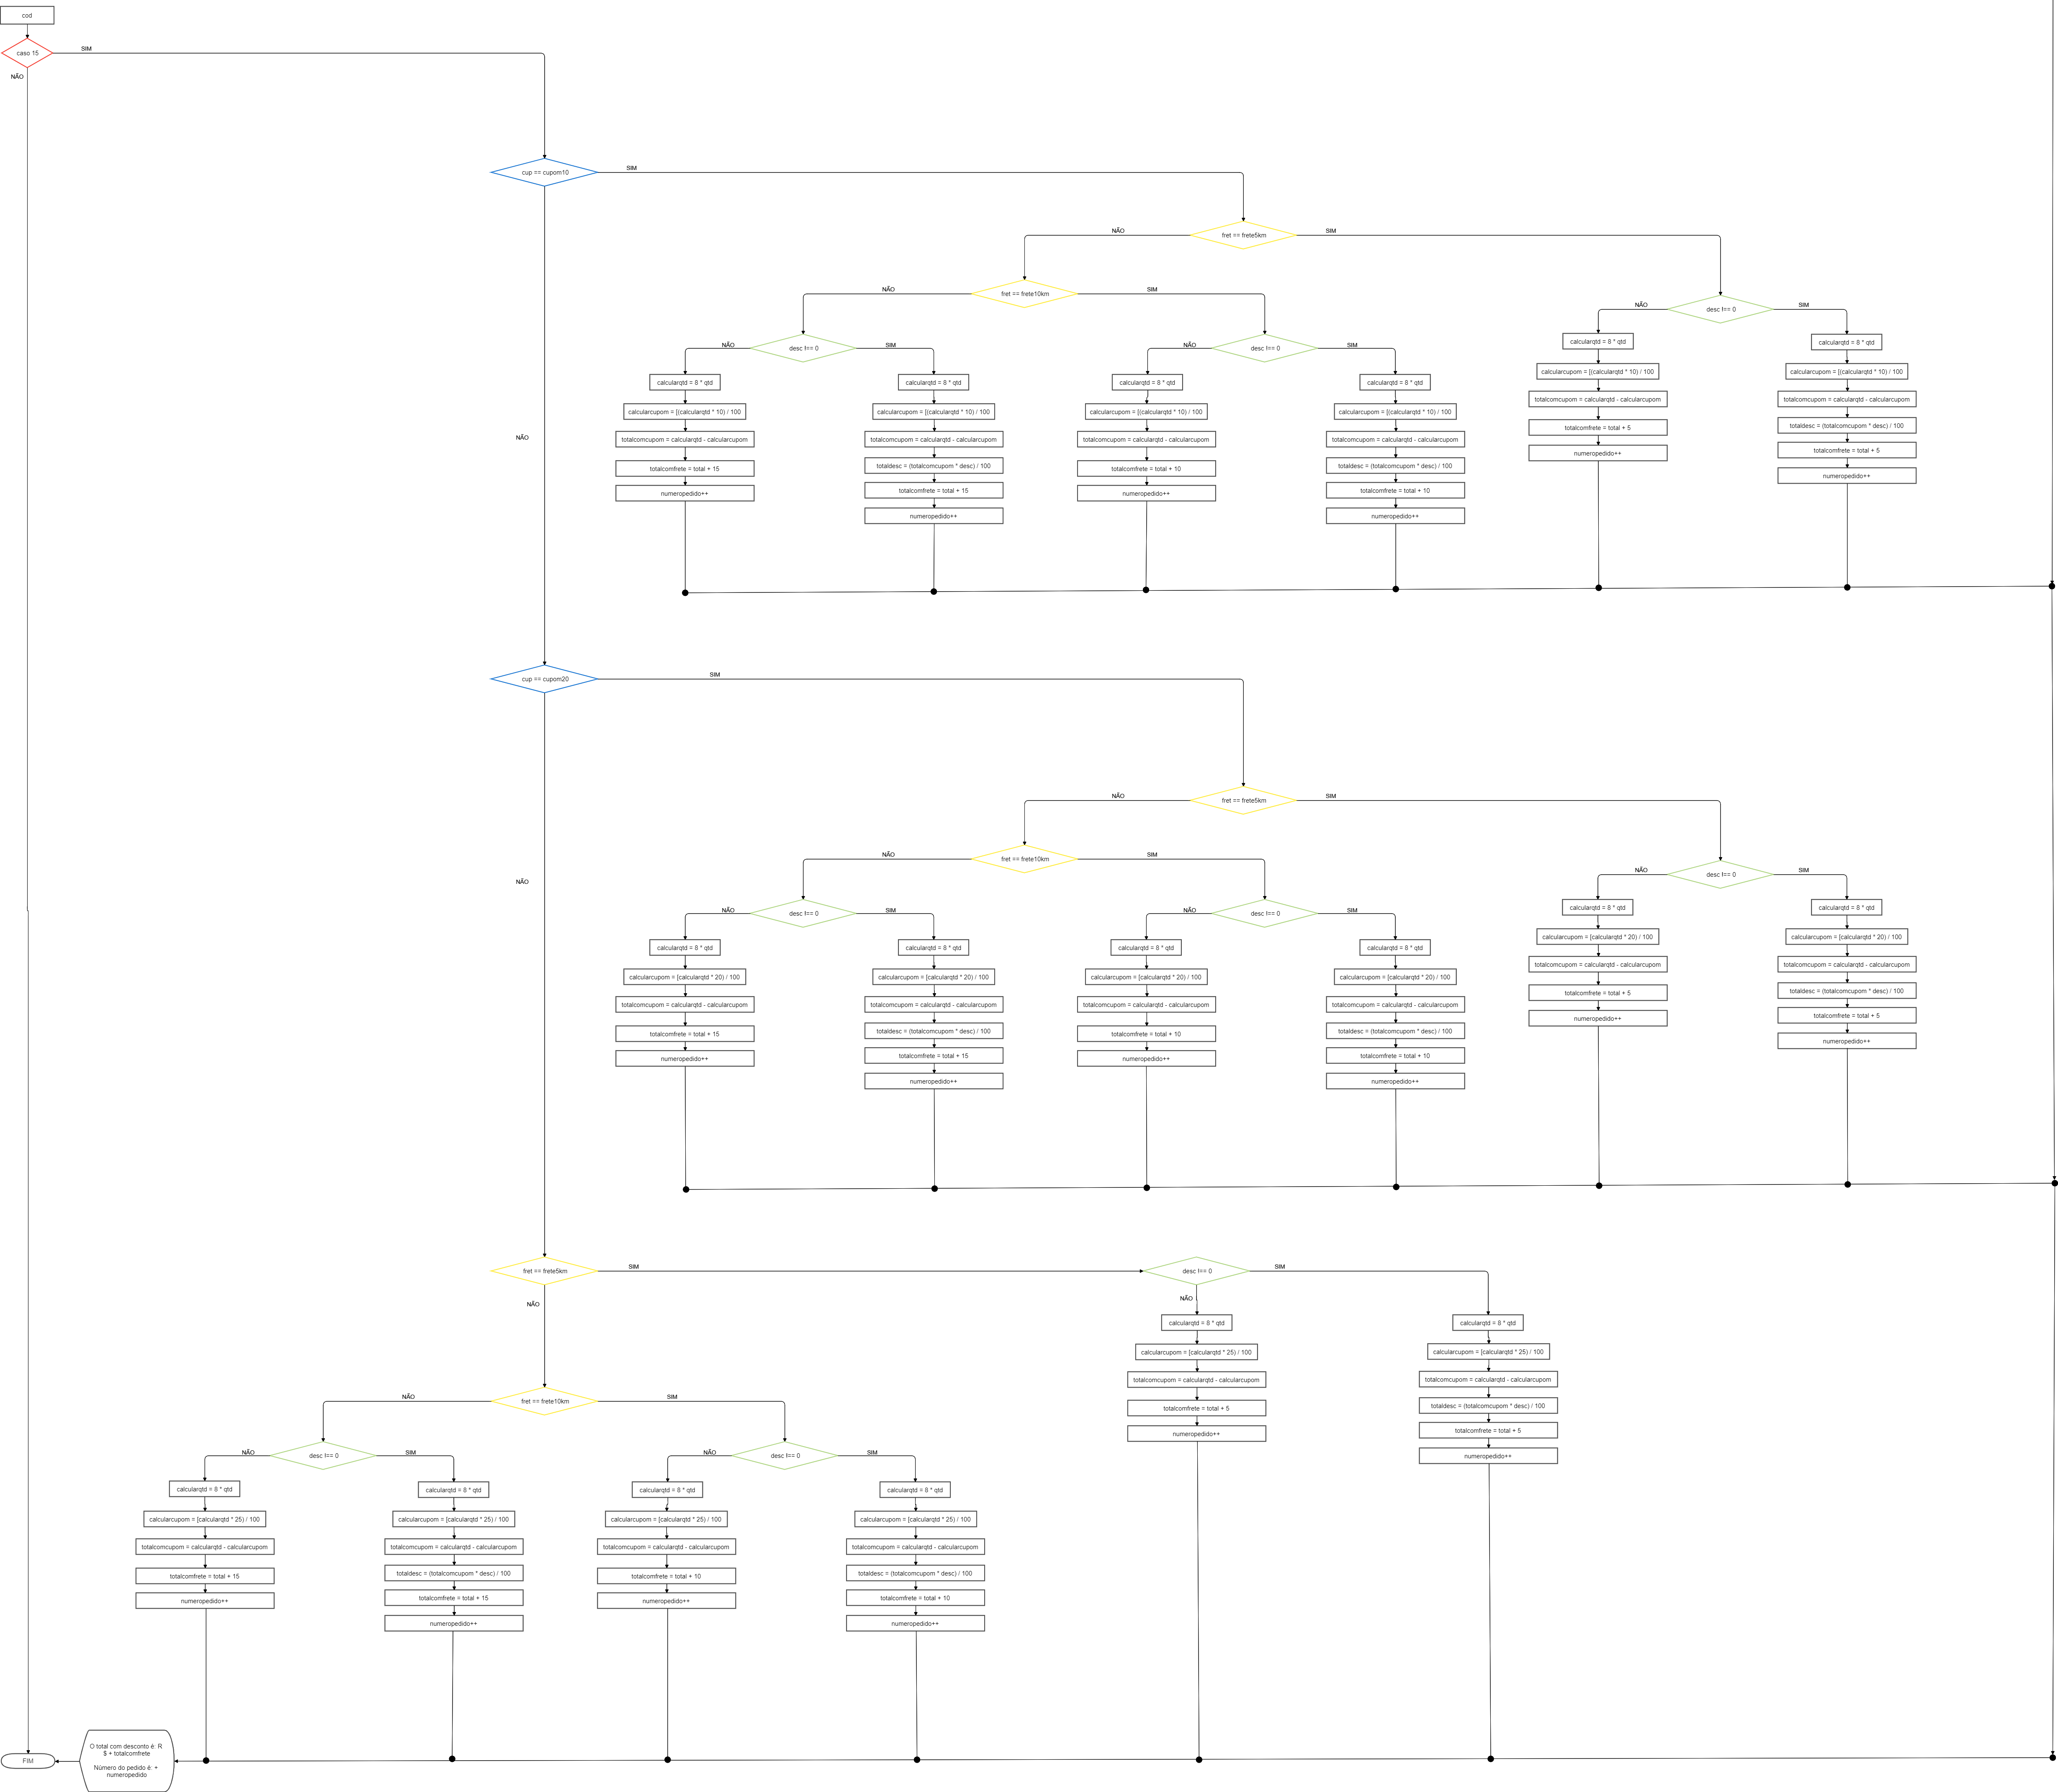 cod
caso 15
SIM
NÃO
cup == cupom10
SIM
NÃO
fret == frete5km
NÃO
SIM
fret == frete10km
NÃO
SIM
desc !== 0
NÃO
SIM
desc !== 0
NÃO
SIM
desc !== 0
NÃO
SIM
calcularqtd = 8 * qtd
calcularcupom = [(calcularqtd * 10) / 100
totalcomcupom = calcularqtd - calcularcupom
totalcomfrete = total + 15
numeropedido++
calcularqtd = 8 * qtd
calcularcupom = [(calcularqtd * 10) / 100
totalcomcupom = calcularqtd - calcularcupom
totaldesc = (totalcomcupom * desc) / 100
totalcomfrete = total + 15
numeropedido++
calcularqtd = 8 * qtd
calcularcupom = [(calcularqtd * 10) / 100
totalcomcupom = calcularqtd - calcularcupom
totalcomfrete = total + 10
numeropedido++
calcularqtd = 8 * qtd
calcularcupom = [(calcularqtd * 10) / 100
totalcomcupom = calcularqtd - calcularcupom
totaldesc = (totalcomcupom * desc) / 100
totalcomfrete = total + 10
numeropedido++
calcularqtd = 8 * qtd
calcularcupom = [(calcularqtd * 10) / 100
totalcomcupom = calcularqtd - calcularcupom
totalcomfrete = total + 5
numeropedido++
calcularqtd = 8 * qtd
calcularcupom = [(calcularqtd * 10) / 100
totalcomcupom = calcularqtd - calcularcupom
totaldesc = (totalcomcupom * desc) / 100
totalcomfrete = total + 5
numeropedido++
cup == cupom20
SIM
NÃO
fret == frete5km
NÃO
SIM
fret == frete10km
NÃO
SIM
desc !== 0
NÃO
SIM
desc !== 0
NÃO
SIM
desc !== 0
NÃO
SIM
calcularqtd = 8 * qtd
calcularcupom = [calcularqtd * 20) / 100
totalcomcupom = calcularqtd - calcularcupom
totalcomfrete = total + 15
numeropedido++
calcularqtd = 8 * qtd
calcularcupom = [calcularqtd * 20) / 100
totalcomcupom = calcularqtd - calcularcupom
totaldesc = (totalcomcupom * desc) / 100
totalcomfrete = total + 15
numeropedido++
calcularqtd = 8 * qtd
calcularcupom = [calcularqtd * 20) / 100
totalcomcupom = calcularqtd - calcularcupom
totalcomfrete = total + 10
numeropedido++
calcularqtd = 8 * qtd
calcularcupom = [calcularqtd * 20) / 100
totalcomcupom = calcularqtd - calcularcupom
totaldesc = (totalcomcupom * desc) / 100
totalcomfrete = total + 10
numeropedido++
calcularqtd = 8 * qtd
calcularcupom = [calcularqtd * 20) / 100
totalcomcupom = calcularqtd - calcularcupom
totalcomfrete = total + 5
numeropedido++
calcularqtd = 8 * qtd
calcularcupom = [calcularqtd * 20) / 100
totalcomcupom = calcularqtd - calcularcupom
totaldesc = (totalcomcupom * desc) / 100
totalcomfrete = total + 5
numeropedido++
fret == frete5km
SIM
NÃO
desc !== 0
SIM
NÃO
calcularqtd = 8 * qtd
calcularcupom = [calcularqtd * 25) / 100
totalcomcupom = calcularqtd - calcularcupom
totalcomfrete = total + 5
numeropedido++
calcularqtd = 8 * qtd
calcularcupom = [calcularqtd * 25) / 100
totalcomcupom = calcularqtd - calcularcupom
totaldesc = (totalcomcupom * desc) / 100
totalcomfrete = total + 5
numeropedido++
fret == frete10km
NÃO
SIM
desc !== 0
NÃO
SIM
desc !== 0
NÃO
SIM
calcularqtd = 8 * qtd
calcularcupom = [calcularqtd * 25) / 100
totalcomcupom = calcularqtd - calcularcupom
totalcomfrete = total + 15
numeropedido++
calcularqtd = 8 * qtd
calcularcupom = [calcularqtd * 25) / 100
totalcomcupom = calcularqtd - calcularcupom
totaldesc = (totalcomcupom * desc) / 100
totalcomfrete = total + 15
numeropedido++
calcularqtd = 8 * qtd
calcularcupom = [calcularqtd * 25) / 100
totalcomcupom = calcularqtd - calcularcupom
totalcomfrete = total + 10
numeropedido++
calcularqtd = 8 * qtd
calcularcupom = [calcularqtd * 25) / 100
totalcomcupom = calcularqtd - calcularcupom
totaldesc = (totalcomcupom * desc) / 100
totalcomfrete = total + 10
numeropedido++
O total com desconto é: R
$ + totalcomfrete
Número do pedido é: +
numeropedido
FIM